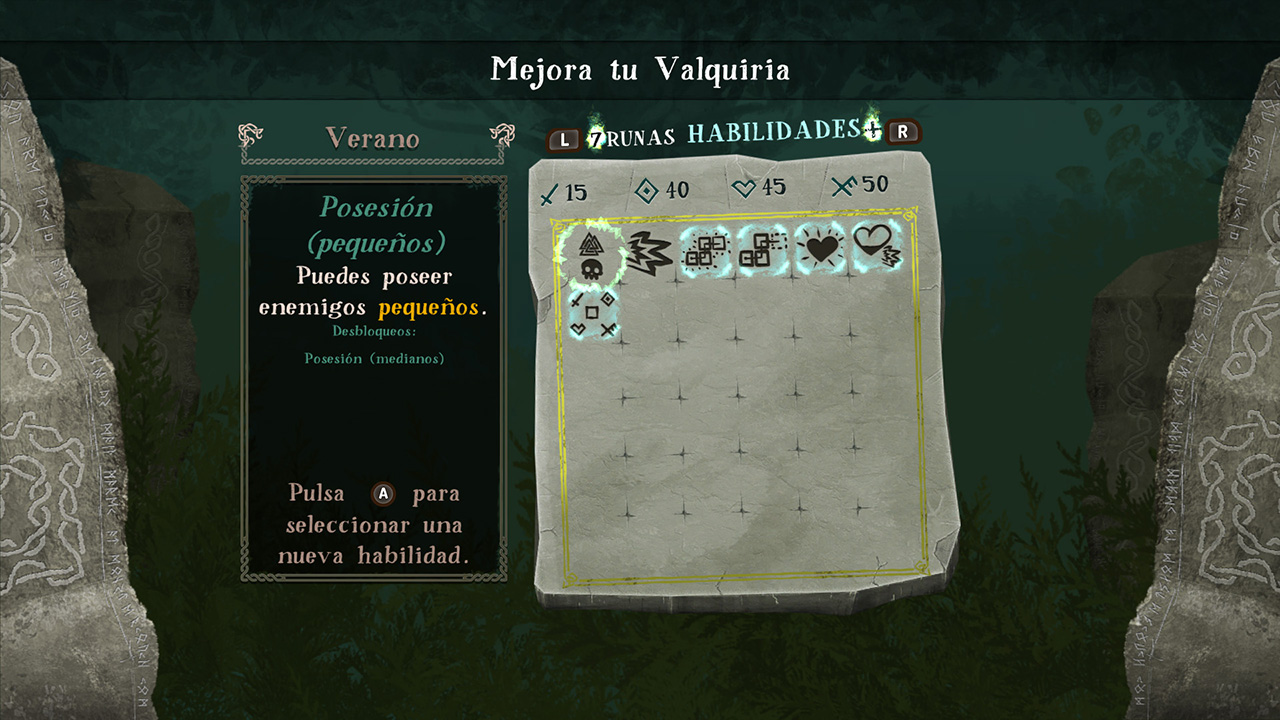 Mejora tu Valquiria
Verano
L 7 RUNAS HABILIDADES + R
15 40 45 50
Posesión
(pequeños)
Puedes poseer
enemigos pequeños.
Desbloqueos:
Posesión (medianos)
Pulsa A para
seleccionar una
nueva habilidad.